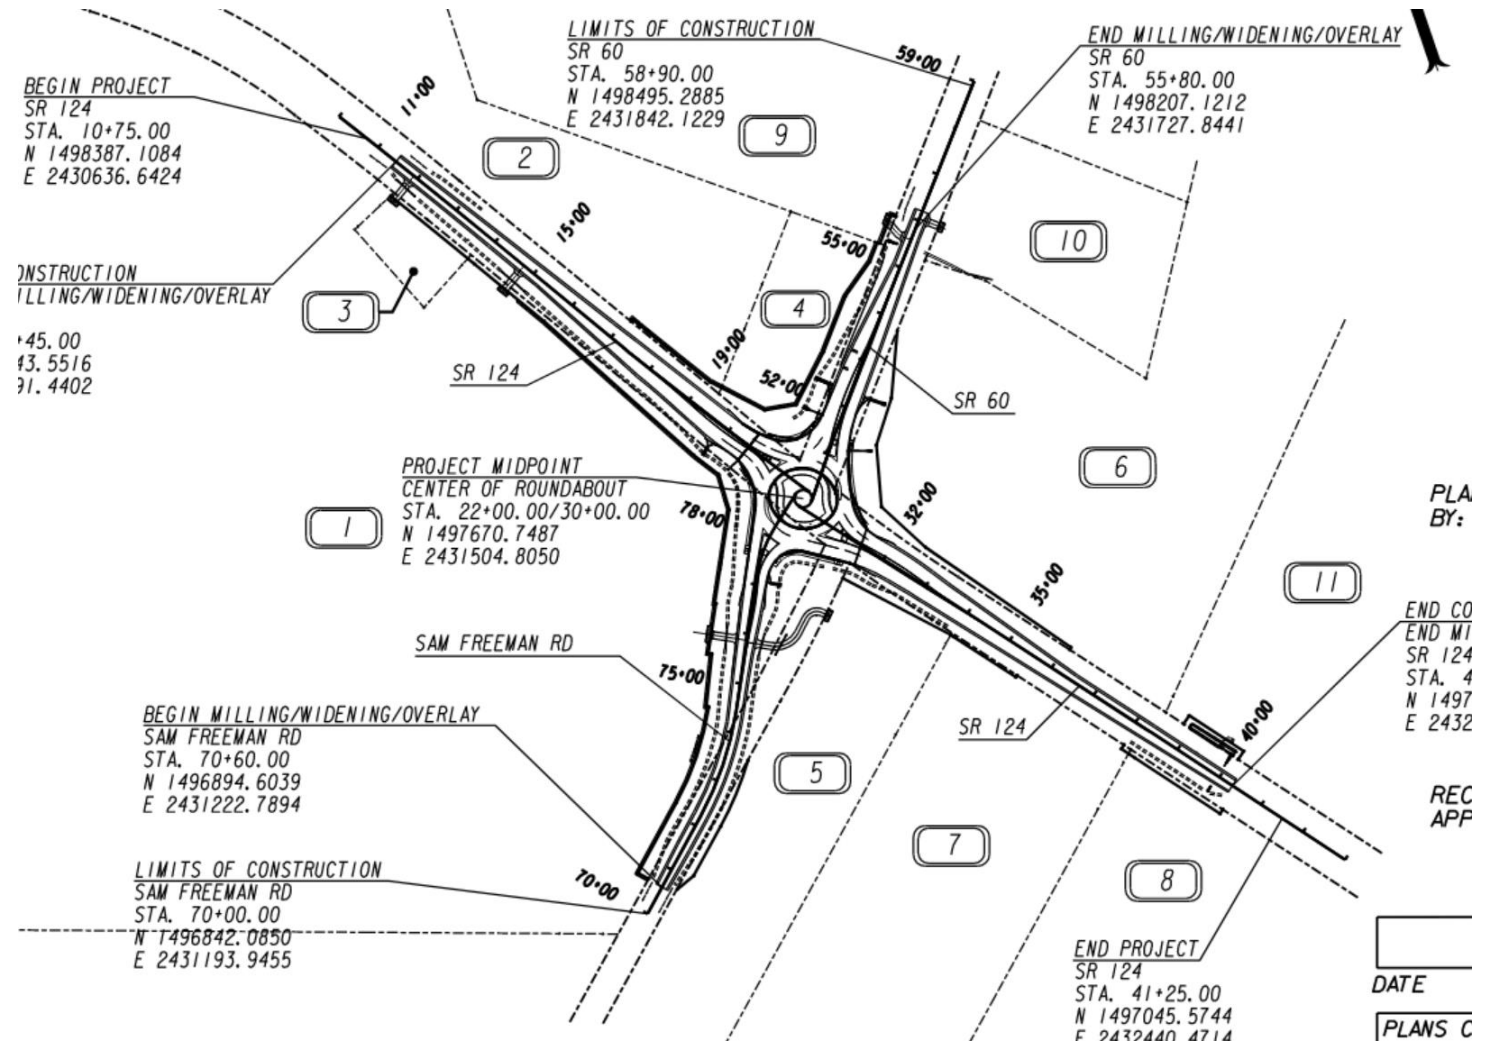 LIMITS OF CONSTRUCTION
SR 60
STA. 58+90.00
N 1498495.2885
E 2431842.1229
59+00
END MILLING/WIDENING/OVERLAY
SR 60
STA. 55+80.00
N 1498207.1212
E 2431727.8441
BEGIN PROJECT
SR 124
STA. 10+75.00
N 1498387.1084
E 2430636.6424
11+00
2
9
15+00
55+00
10
ONSTRUCTION
ILLING/WIDENING/OVERLAY
+45.00
43.5516
91.4402
3
4
19+00
52+00
SR 124
SR 60
PROJECT MIDPOINT
CENTER OF ROUNDABOUT
STA. 22+00.00/30+00.00
N 1497670.7487
E 2431504.8050
1
78+00
32+00
6
PLA
BY:
35+00
11
SAM FREEMAN RD
75+00
END CO
END MI
SR 124
STA. 4
N 1497
E 2432
BEGIN MILLING/WIDENING/OVERLAY
SAM FREEMAN RD
STA. 70+60.00
N 1496894.6039
E 2431222.7894
SR 124
40+00
5
REC
APP
7
8
LIMITS OF CONSTRUCTION
SAM FREEMAN RD
STA. 70+00.00
N 1496842.0850
E 2431193.9455
70+00
END PROJECT
SR 124
STA. 41+25.00
N 1497045.5744
E 2432440.4714
DATE
PLANS C